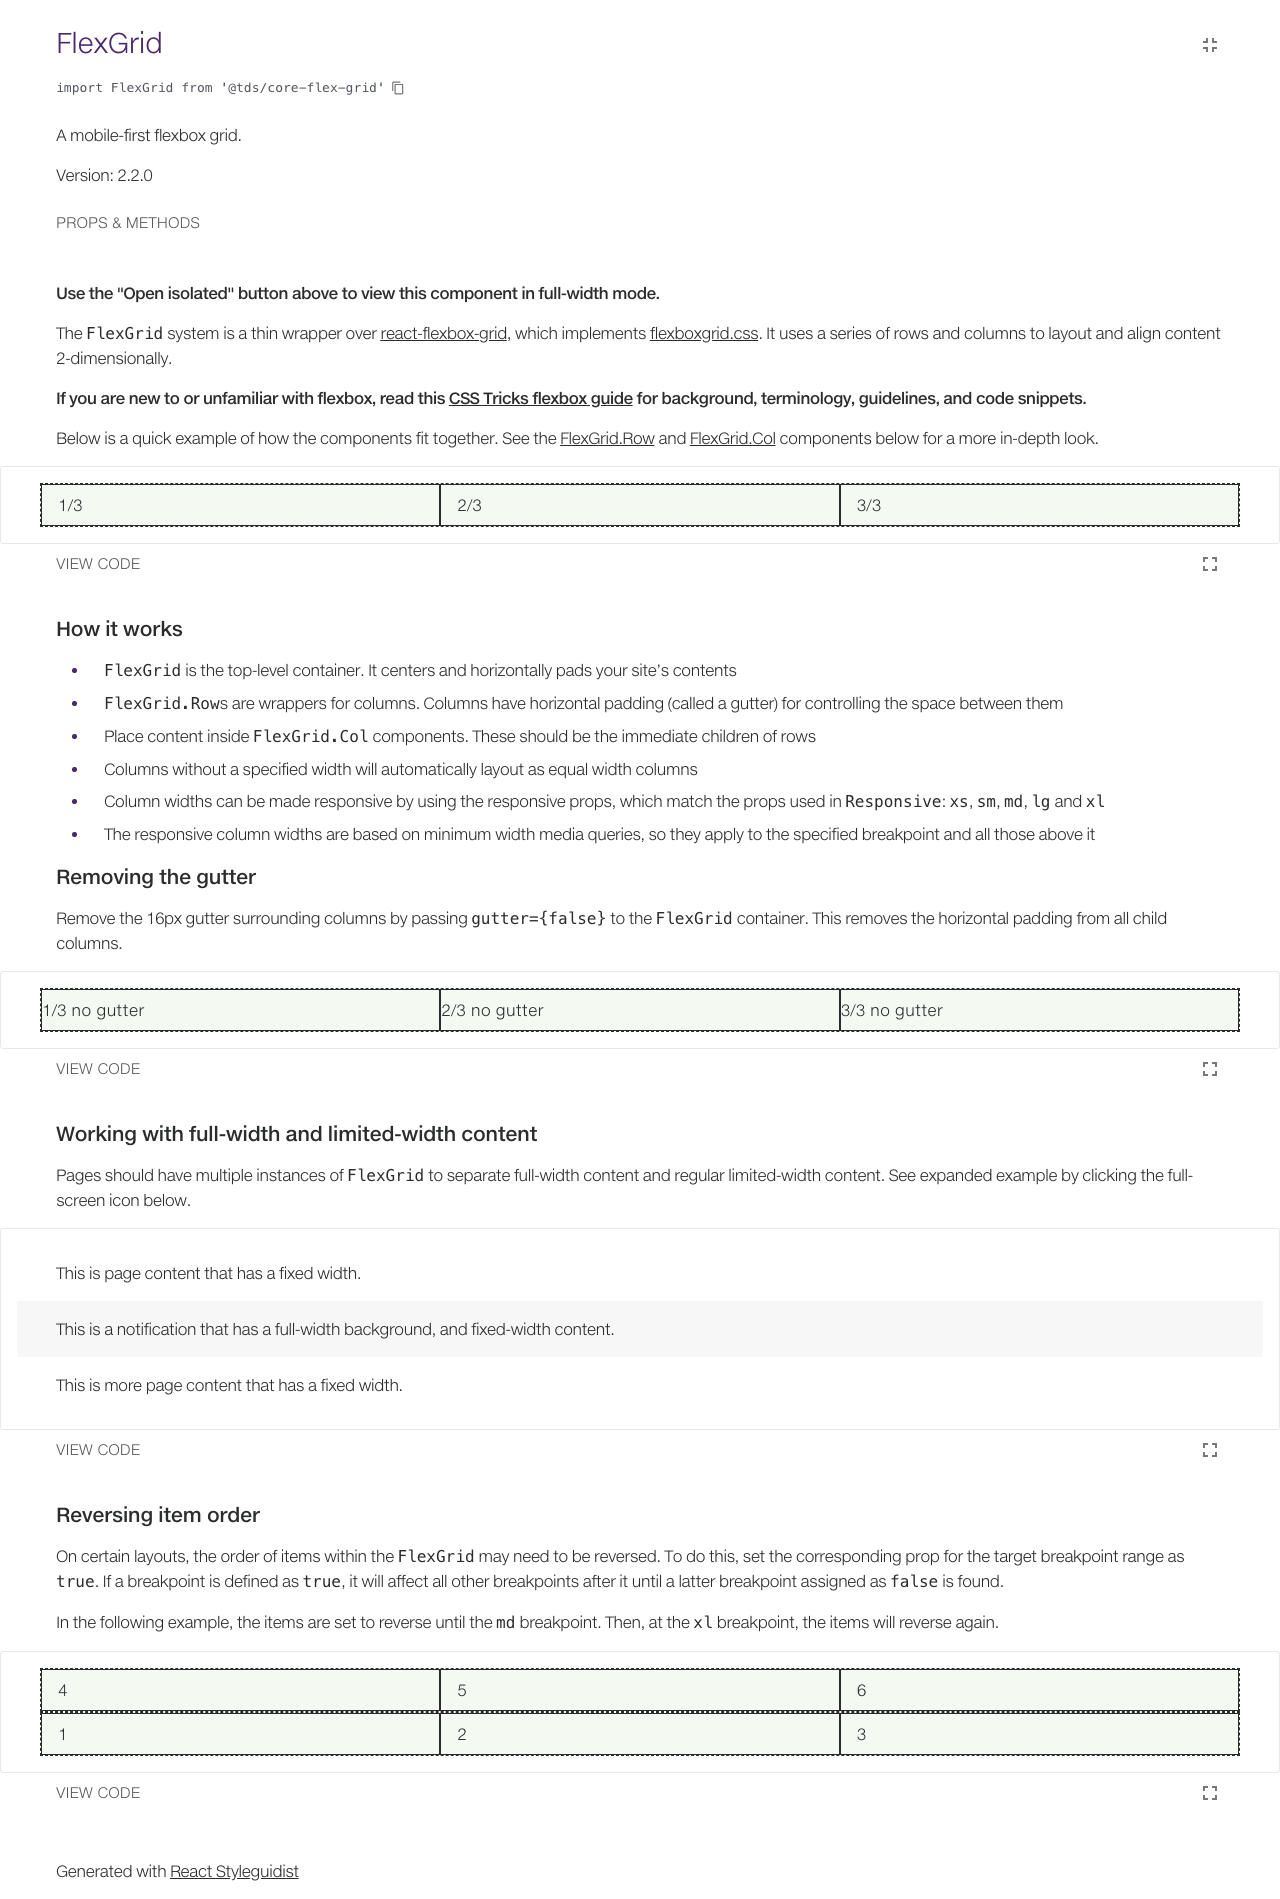 FlexGrid
import FlexGrid from '@tds/core-flex-grid'
A mobile-first flexbox grid.
Version: 2.2.0
PROPS & METHODS
Use the "Open isolated" button above to view this component in full-width mode.
The FlexGrid system is a thin wrapper over react-flexbox-grid, which implements flexboxgrid.css. It uses a series of rows and columns to layout and align content
2-dimensionally.
If you are new to or unfamiliar with flexbox, read this CSS Tricks flexbox guide for background, terminology, guidelines, and code snippets.
Below is a quick example of how the components fit together. See the FlexGrid.Row and FlexGrid.Col components below for a more in-depth look.
1/3 2/3 3/3
VIEW CODE
How it works
• FlexGrid is the top-level container. It centers and horizontally pads your site's contents
• FlexGrid.Rows are wrappers for columns. Columns have horizontal padding (called a gutter) for controlling the space between them
• Place content inside FlexGrid.Col components. These should be the immediate children of rows
• Columns without a specified width will automatically layout as equal width columns
• Column widths can be made responsive by using the responsive props, which match the props used in Responsive: xs, sm, md, lg and xl
• The responsive column widths are based on minimum width media queries, so they apply to the specified breakpoint and all those above it
Removing the gutter
Remove the 16px gutter surrounding columns by passing gutter={false} to the FlexGrid container. This removes the horizontal padding from all child
columns.
1/3 no gutter 2/3 no gutter 3/3 no gutter
VIEW CODE
Working with full-width and limited-width content
Pages should have multiple instances of FlexGrid to separate full-width content and regular limited-width content. See expanded example by clicking the full-
screen icon below.
This is page content that has a fixed width.
This is a notification that has a full-width background, and fixed-width content.
This is more page content that has a fixed width.
VIEW CODE
Reversing item order
On certain layouts, the order of items within the FlexGrid may need to be reversed. To do this, set the corresponding prop for the target breakpoint range as
true. If a breakpoint is defined as true, it will affect all other breakpoints after it until a latter breakpoint assigned as false is found.
In the following example, the items are set to reverse until the md breakpoint. Then, at the xl breakpoint, the items will reverse again.
4 5 6
1 2 3
VIEW CODE
Generated with React Styleguidist